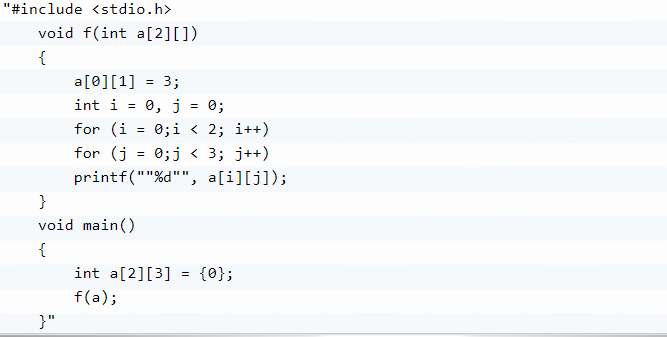 "#include <stdio.h>
void f(int a[2][])
{
a[0][1] = 3;
int i = 0, j = 0;
for (i = 0;i < 2; i++)
for (j = 0;j < 3; j++)
printf(""%d"", a[i][j]);
}
void main()
{
int a[2][3] = {0};
f(a);
}"